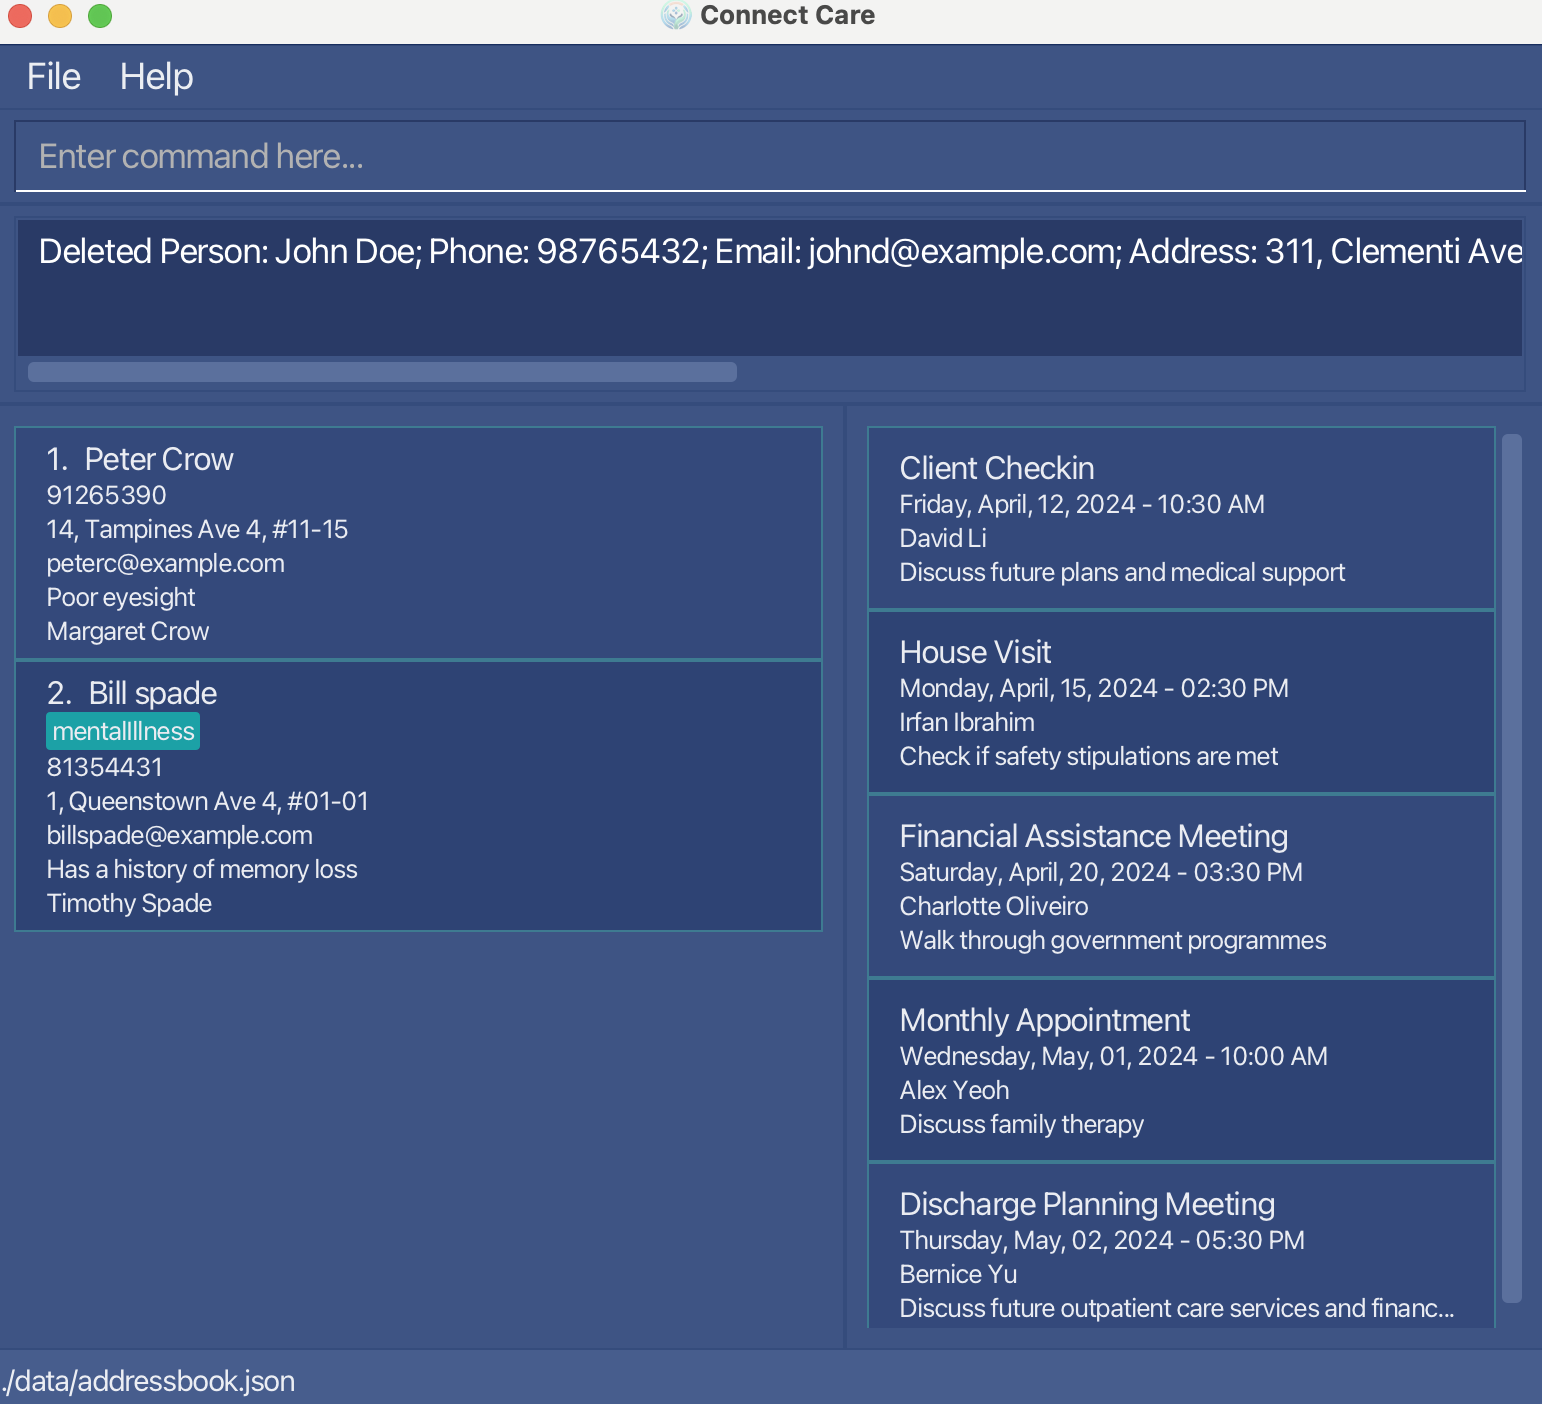 Connect Care
File Help
Enter command here...
Deleted Person: John Doe; Phone: 98765432; Email: johnd@example.com; Address: 311, Clementi Ave
1. Peter Crow
91265390
14, Tampines Ave 4, #11-15
peterc@example.com
Poor eyesight
Margaret Crow
2. Bill spade
mentalIllness
81354431
1, Queenstown Ave 4, #01-01
billspade@example.com
Has a history of memory loss
Timothy Spade
Client Checkin
Friday, April, 12, 2024 - 10:30 AM
David Li
Discuss future plans and medical support
House Visit
Monday, April, 15, 2024 - 02:30 PM
Irfan Ibrahim
Check if safety stipulations are met
Financial Assistance Meeting
Saturday, April, 20, 2024 - 03:30 PM
Charlotte Oliveiro
Walk through government programmes
Monthly Appointment
Wednesday, May, 01, 2024 - 10:00 AM
Alex Yeoh
Discuss family therapy
Discharge Planning Meeting
Thursday, May, 02, 2024 - 05:30 PM
Bernice Yu
Discuss future outpatient care services and financ...
./data/addressbook.json